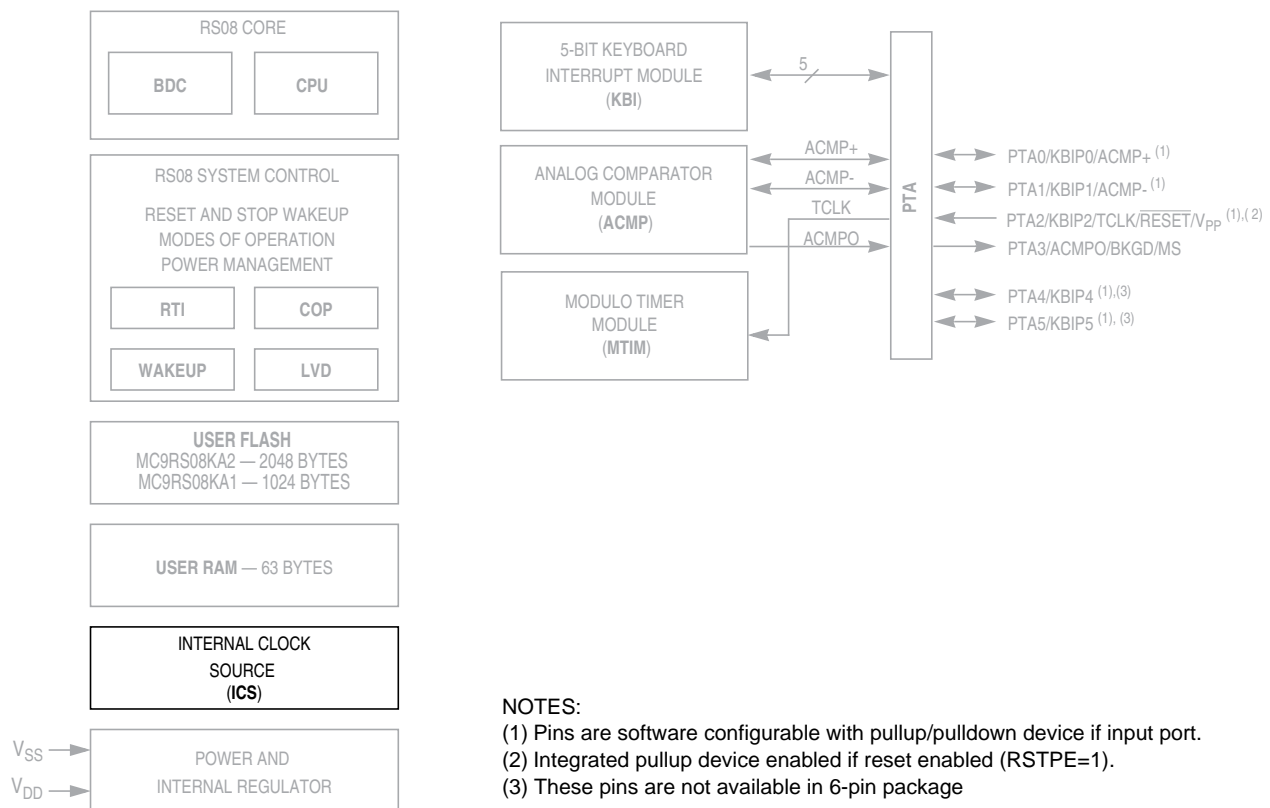 RS08 CORE
BDC
CPU
RS08 SYSTEM CONTROL
RESET AND STOP WAKEUP
MODES OF OPERATION
POWER MANAGEMENT
RTI
COP
WAKEUP
LVD
USER FLASH
MC9RS08KA2 — 2048 BYTES
MC9RS08KA1 — 1024 BYTES
USER RAM — 63 BYTES
INTERNAL CLOCK
SOURCE
(ICS)
VSS
VDD
POWER AND
INTERNAL REGULATOR
5-BIT KEYBOARD
INTERRUPT MODULE
(KBI)
5
ANALOG COMPARATOR
MODULE
(ACMP)
ACMP+
ACMP-
TCLK
ACMPO
MODULO TIMER
MODULE
(MTIM)
PTA
PTA0/KBIP0/ACMP+ (1)
PTA1/KBIP1/ACMP- (1)
PTA2/KBIP2/TCLK/RESET/VPP (1),( 2)
PTA3/ACMPO/BKGD/MS
PTA4/KBIP4 (1),(3)
PTA5/KBIP5 (1), (3)
NOTES:
(1) Pins are software configurable with pullup/pulldown device if input port.
(2) Integrated pullup device enabled if reset enabled (RSTPE=1).
(3) These pins are not available in 6-pin package